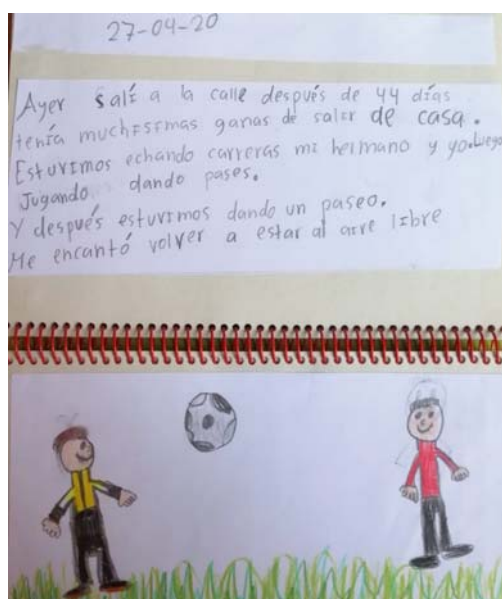 27-04-20
Ayer salí a la calle después de 44 días
tenía muchísimas ganas de salir de casa.
Estuvimos echando carreras mi hermano y yo.Luego
Jugando dando pases.
Y después estuvimos dando un paseo.
Me encantó volver a estar al aire libre